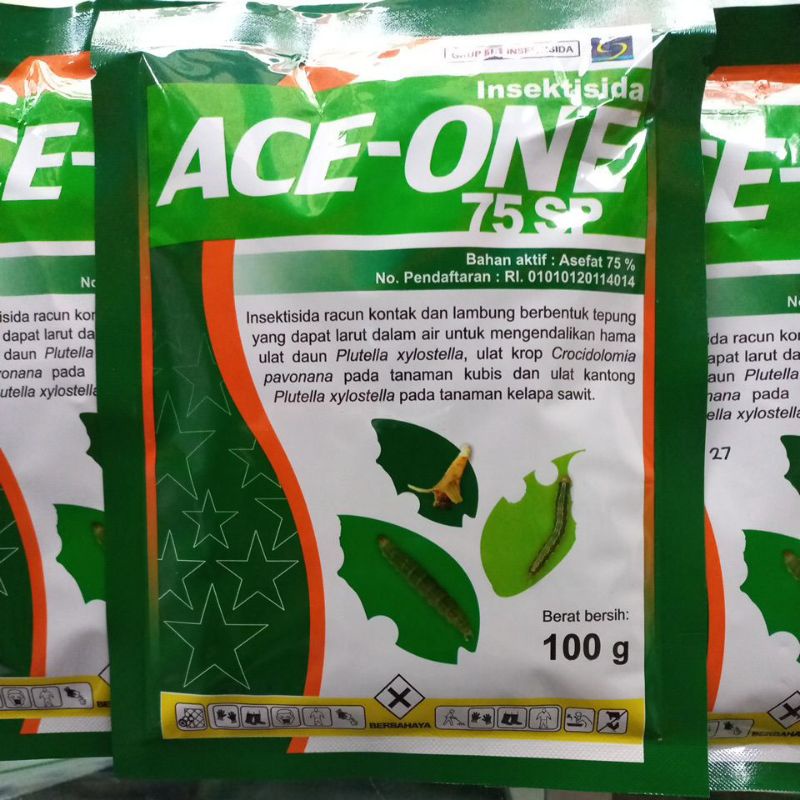 Insektisida
ACE-ONE
75 SP
Bahan aktif : Asefat 75 %
No. Pendaftaran : RI. 01010120114014
Insektisida racun kontak dan lambung berbentuk tepung
yang dapat larut dalam air untuk mengendalikan hama
ulat daun Plutella xylostella, ulat krop Crocidolomia
pavonana pada tanaman kubis dan ulat kantong
Plutella xylostella pada tanaman kelapa sawit.
Berat bersih:
100 g
BERBAHAYA
27